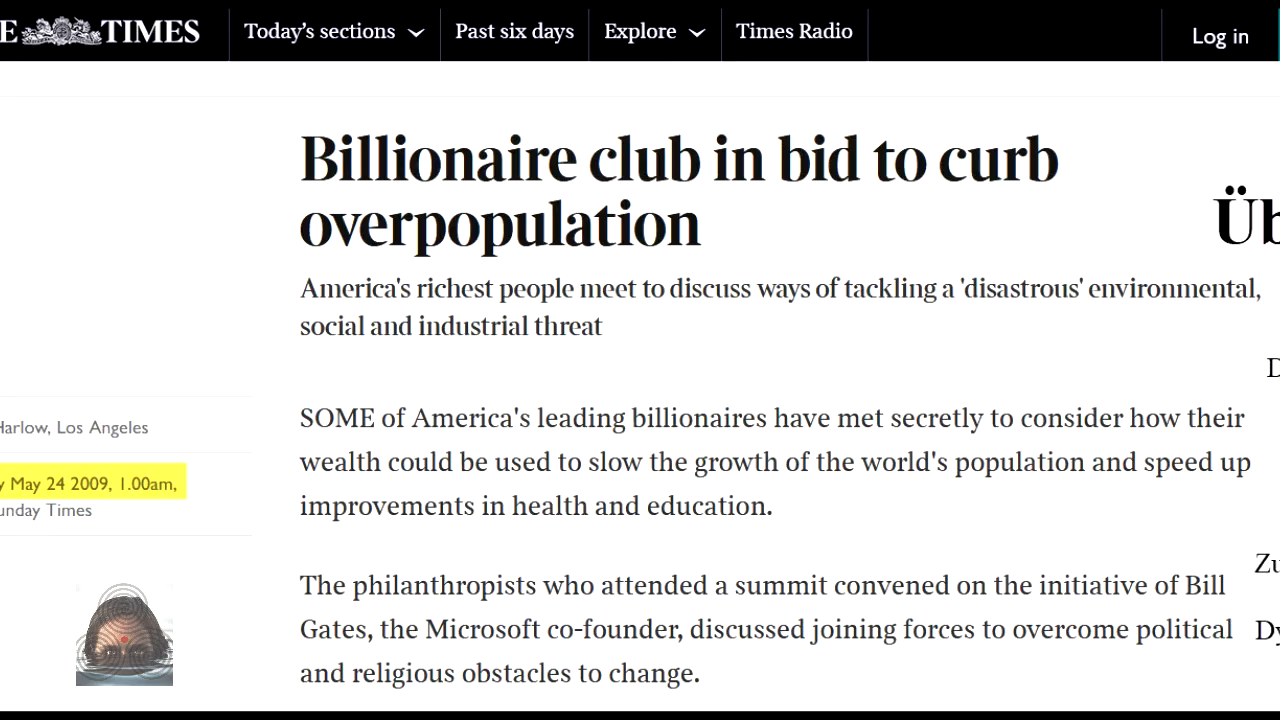 E TIMES
Today's sections
Past six days
Explore
Times Radio
Log in
Billionaire club in bid to curb
overpopulation
Üb
America's richest people meet to discuss ways of tackling a 'disastrous' environmental,
social and industrial threat
D
SOME of America's leading billionaires have met secretly to consider how their
wealth could be used to slow the growth of the world's population and speed up
improvements in health and education.
Harlow, Los Angeles
y May 24 2009, 1.00am,
unday Times
The philanthropists who attended a summit convened on the initiative of Bill
Gates, the Microsoft co-founder, discussed joining forces to overcome political
and religious obstacles to change.
Zu
Dy